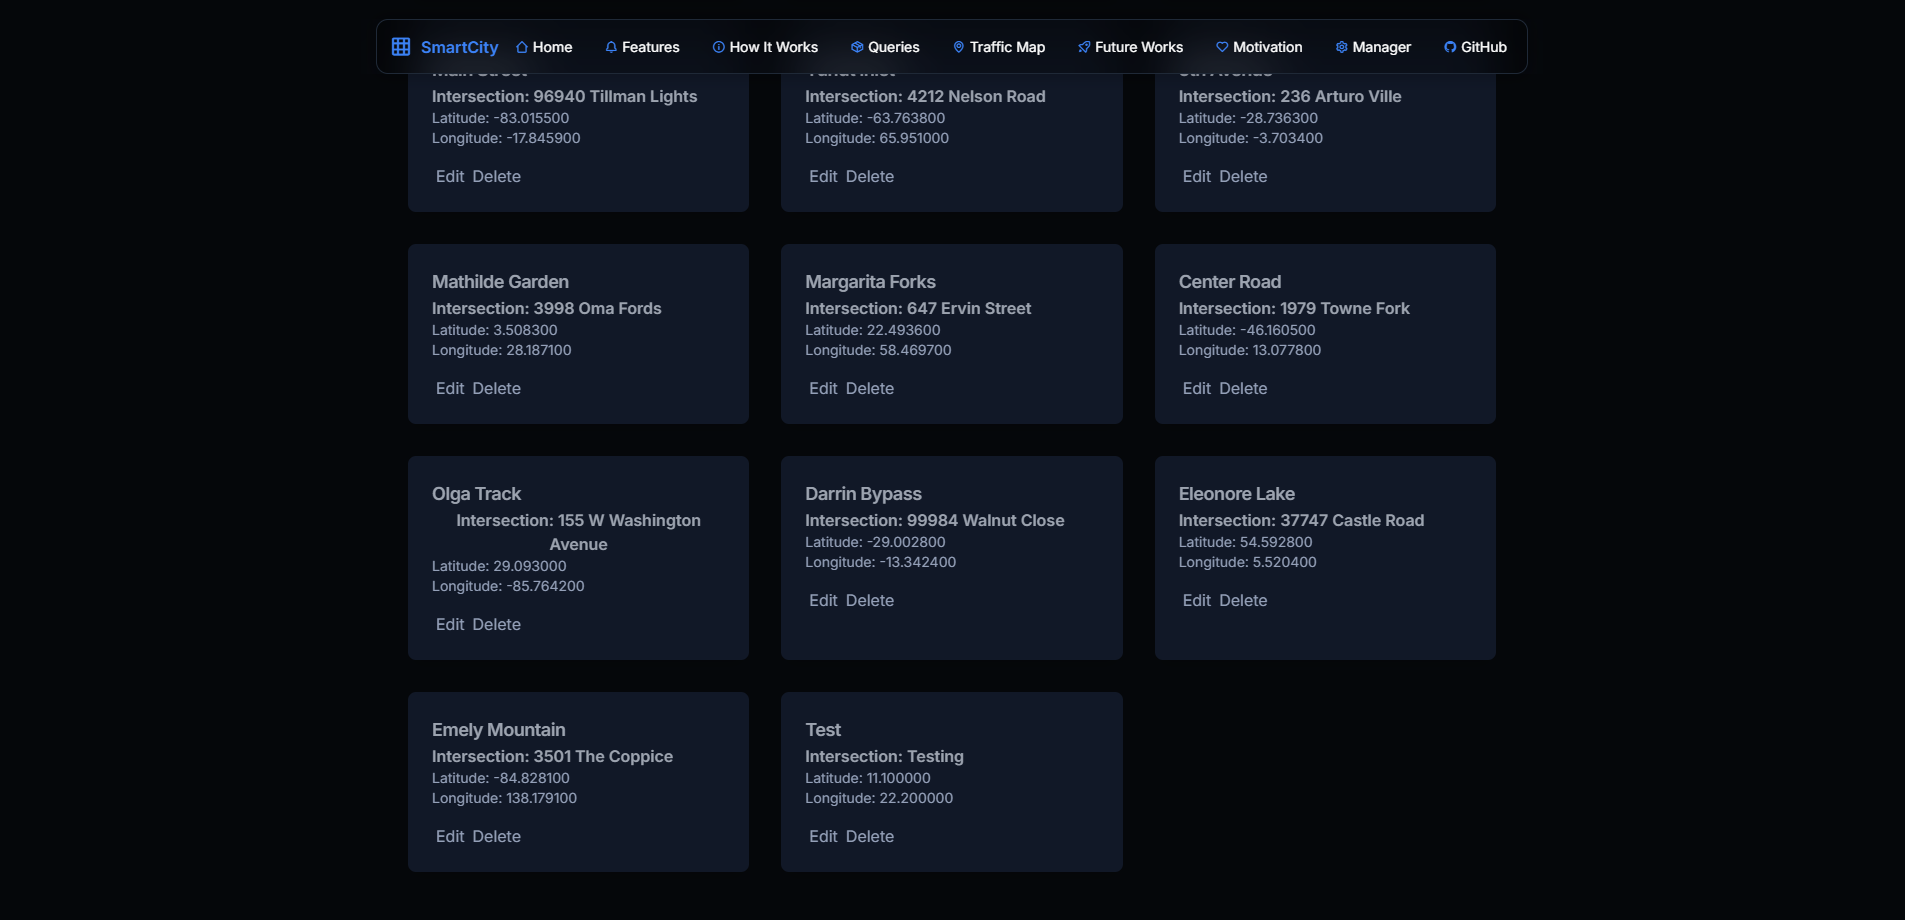 SmartCity Home Features How It Works Queries Traffic Map Future Works Motivation Manager GitHub
Main Street
Intersection: 96940 Tillman Lights
Latitude: -83.015500
Longitude: -17.845900
Edit Delete
Intersection: 4212 Nelson Road
Latitude: -63.763800
Longitude: 65.951000
Edit Delete
5th Avenue
Intersection: 236 Arturo Ville
Latitude: -28.736300
Longitude: -3.703400
Edit Delete
Mathilde Garden
Intersection: 3998 Oma Fords
Latitude: 3.508300
Longitude: 28.187100
Edit Delete
Margarita Forks
Intersection: 647 Ervin Street
Latitude: 22.493600
Longitude: 58.469700
Edit Delete
Center Road
Intersection: 1979 Towne Fork
Latitude: -46.160500
Longitude: 13.077800
Edit Delete
Olga Track
Intersection: 155 W Washington
Avenue
Latitude: 29.093000
Longitude: -85.764200
Edit Delete
Darrin Bypass
Intersection: 99984 Walnut Close
Latitude: -29.002800
Longitude: -13.342400
Edit Delete
Eleonore Lake
Intersection: 37747 Castle Road
Latitude: 54.592800
Longitude: 5.520400
Edit Delete
Emely Mountain
Intersection: 3501 The Coppice
Latitude: -84.828100
Longitude: 138.179100
Edit Delete
Test
Intersection: Testing
Latitude: 11.100000
Longitude: 22.200000
Edit Delete